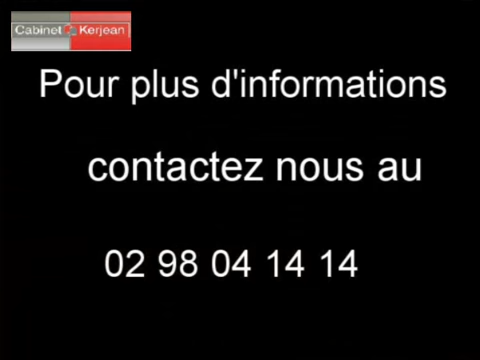 Cabinet Kerjean
Pour plus d'informations
contactez nous au
02 98 04 14 14